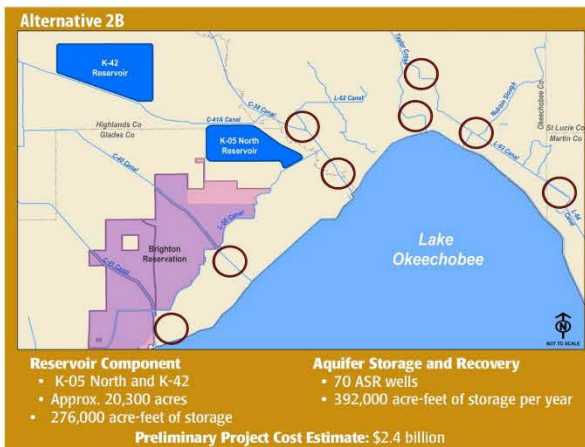 Alternative 2B
K-42
Reservoir
Taylor Creek
Nubbin Slough
Okeechobee Co
L-62 Canal
C-38 Canal
C-41A Canal
Highlands Co
Glades Co
K-05 North
Reservoir
St Lucie Co
Martin Co
L-63 Canal
L-64
Canal
C-40 Canal
L-59 Canal
Brighton
Reservation
C-41 Canal
Lake
Okeechobee
N
NOT TO SCALE
Reservoir Component
• K-05 North and K-42
• Approx. 20,300 acres
• 276,000 acre-feet of storage
Aquifer Storage and Recovery
• 70 ASR wells
• 392,000 acre-feet of storage per year
Preliminary Project Cost Estimate: $2.4 billion